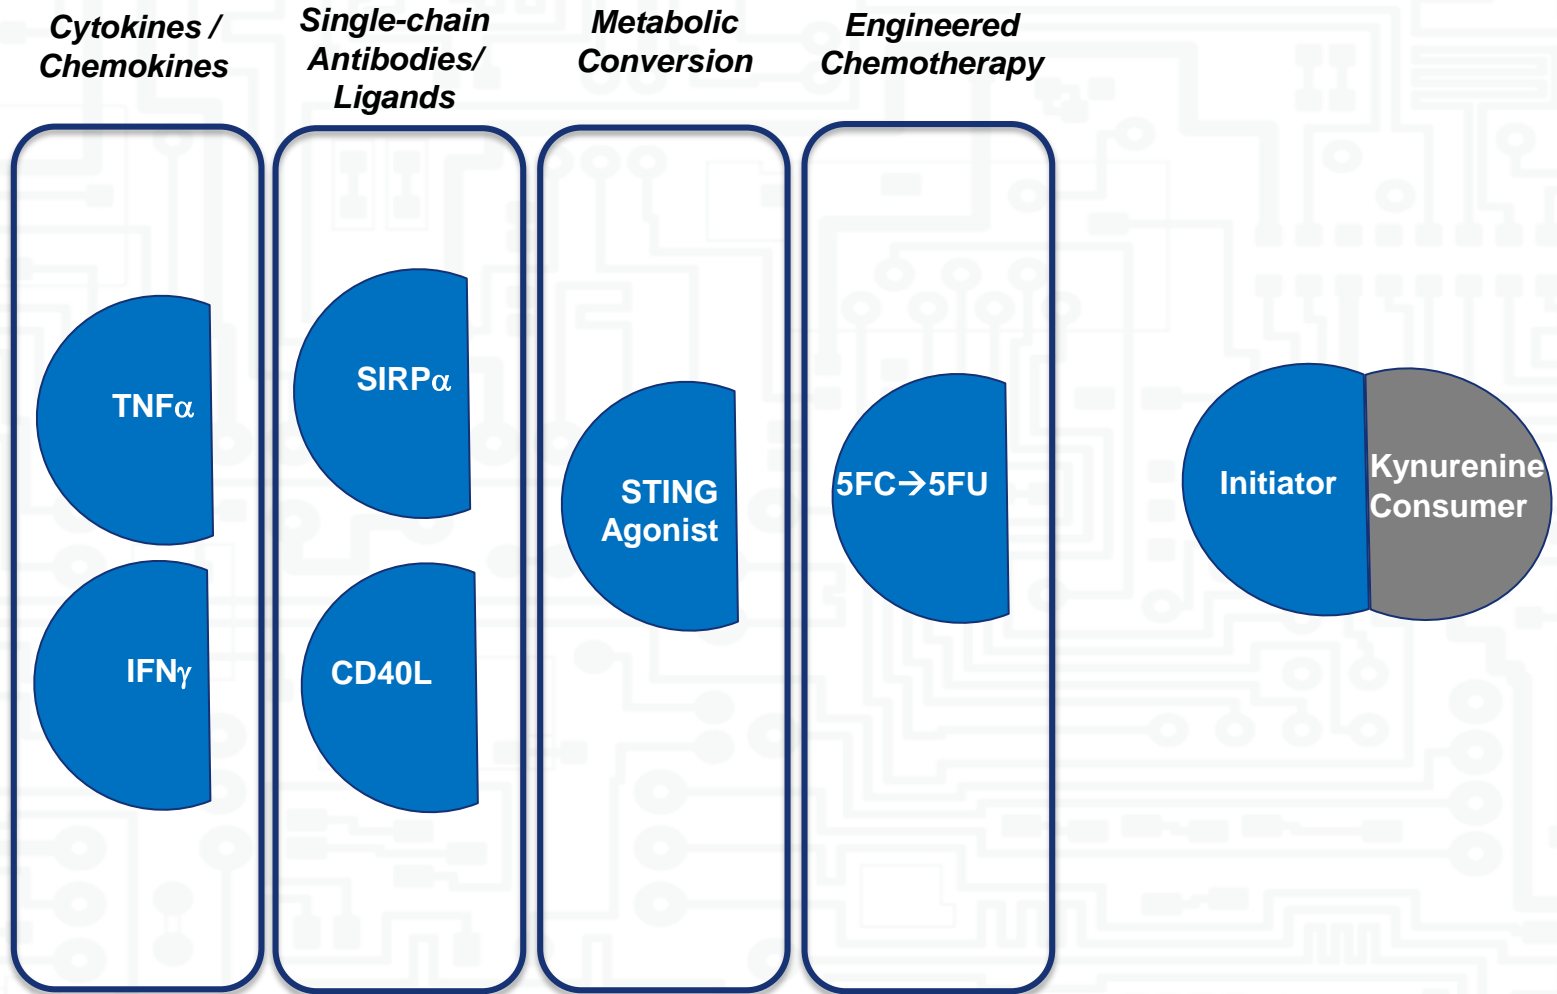 Cytokines /
Chemokines
Single-chain
Antibodies/
Ligands
Metabolic
Conversion
Engineered
Chemotherapy
TNFα
IFNγ
SIRPα
CD40L
STING
Agonist
5FC→5FU
Initiator
Kynurenine
Consumer